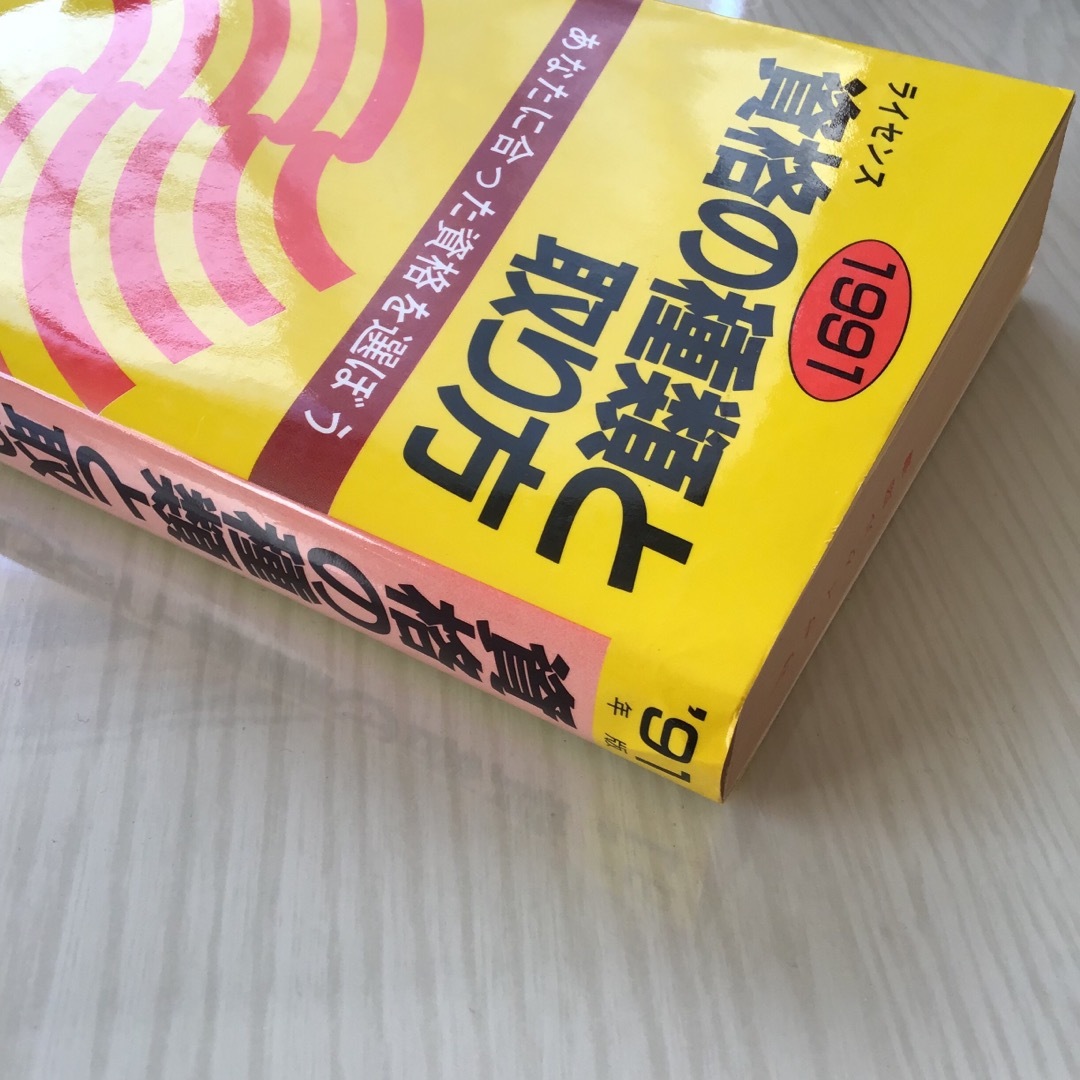 ライセンス
資格の種類と
取り方
1991
あなたに合った資格を選ぼう
資格の種類と取
'91
年版